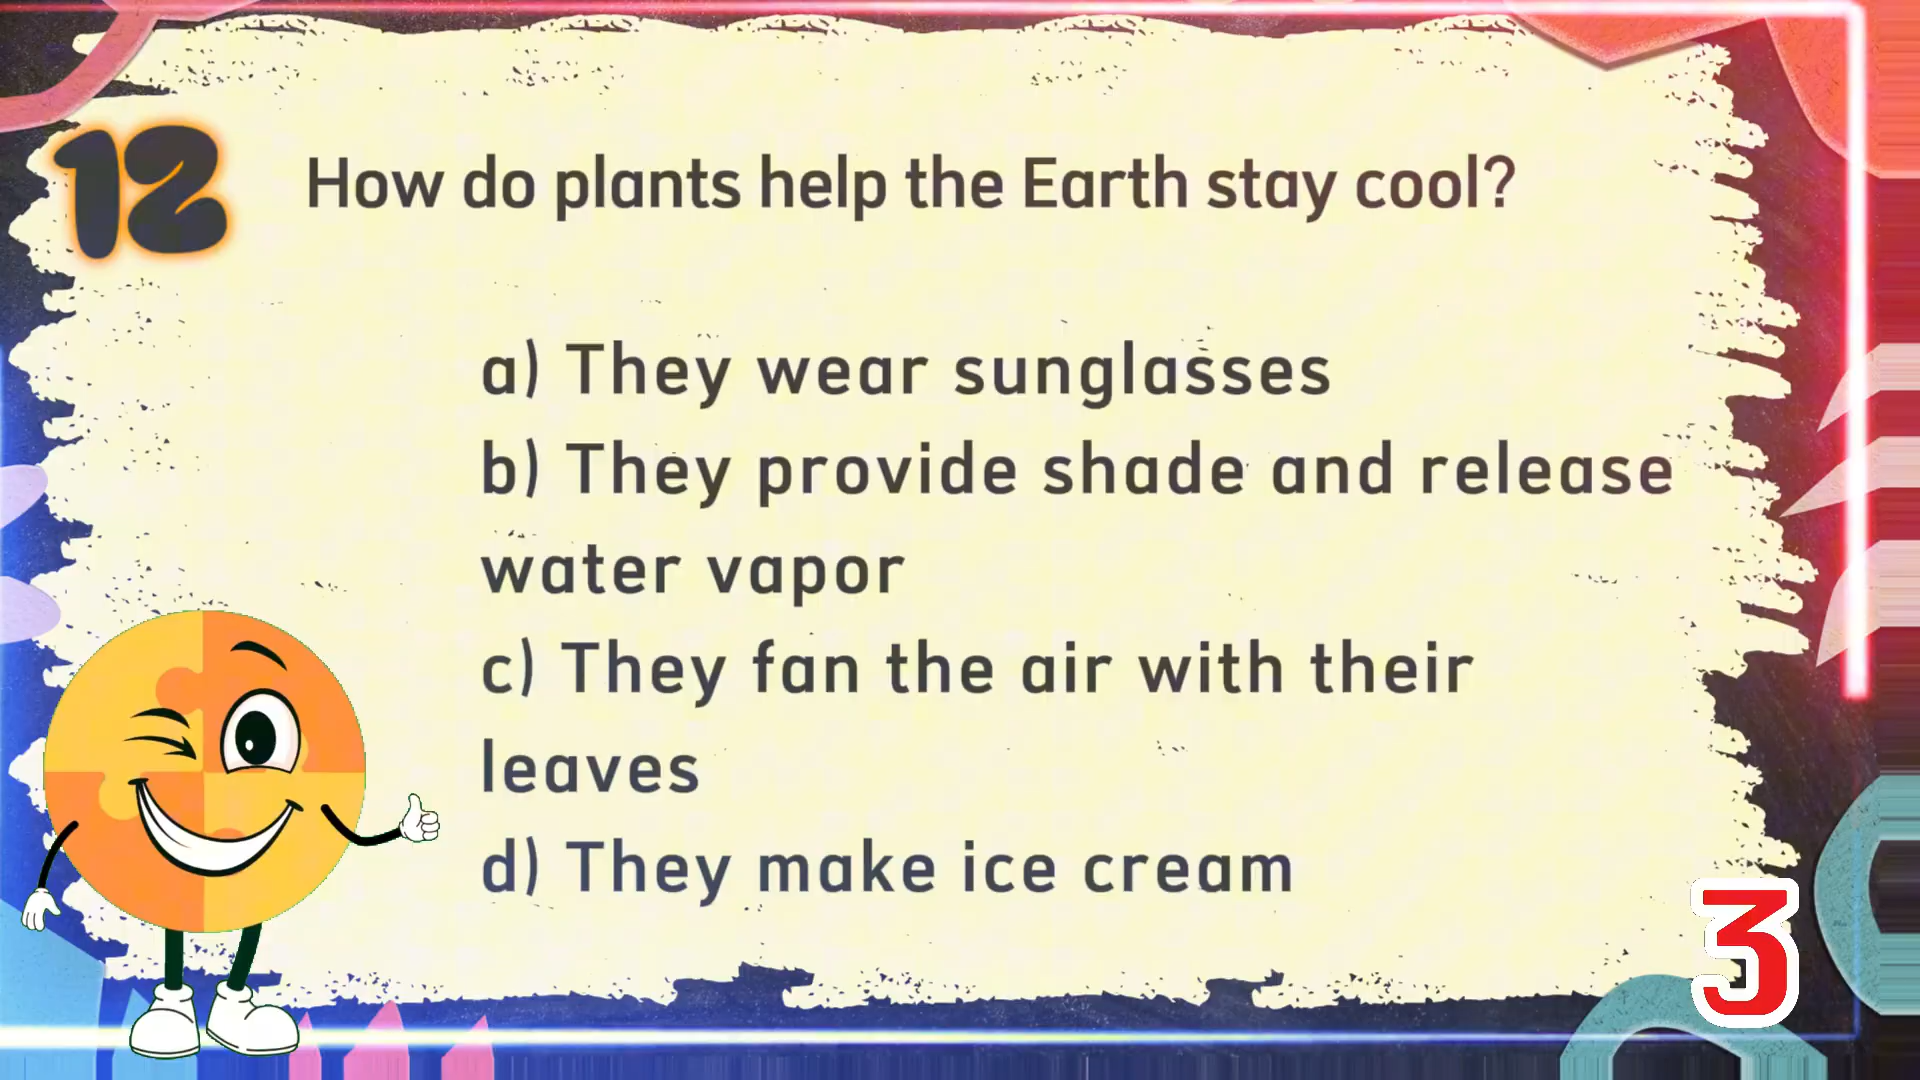 12
How do plants help the Earth stay cool?
a) They wear sunglasses
b) They provide shade and release
water vapor
c) They fan the air with their
leaves
d) They make ice cream
3